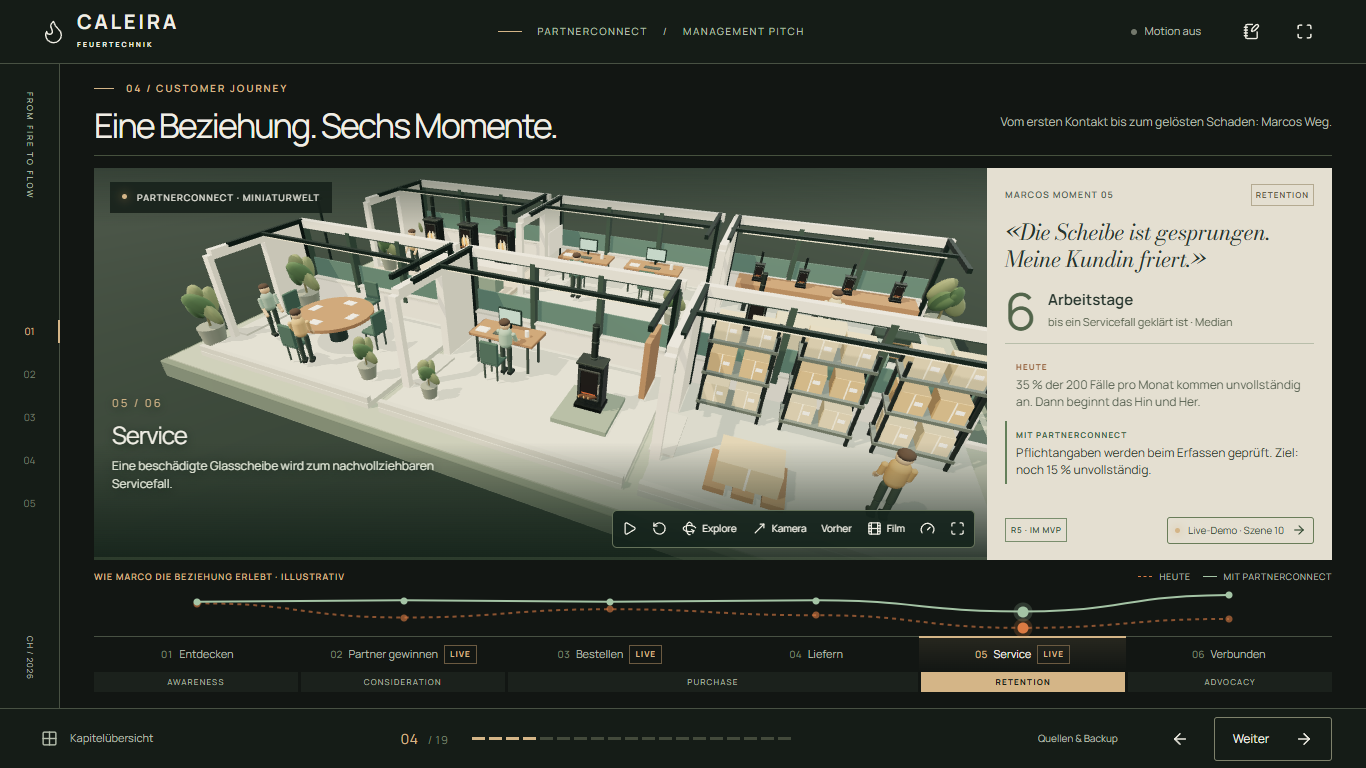 CALEIRA
FEUERTECHNIK
PARTNERCONNECT / MANAGEMENT PITCH
Motion aus
FROM FIRE TO FLOW
01
02
03
04
05
CH / 2026
04 / CUSTOMER JOURNEY
Eine Beziehung. Sechs Momente.
Vom ersten Kontakt bis zum gelösten Schaden: Marcos Weg.
PARTNERCONNECT · MINIATURWELT
05 / 06
Service
Eine beschädigte Glasscheibe wird zum nachvollziehbaren
Servicefall.
Explore Kamera Vorher Film
MARCOS MOMENT 05
RETENTION
«Die Scheibe ist gesprungen.
Meine Kundin friert.»
6 Arbeitstage
bis ein Servicefall geklärt ist · Median
HEUTE
35 % der 200 Fälle pro Monat kommen unvollständig
an. Dann beginnt das Hin und Her.
MIT PARTNERCONNECT
Pflichtangaben werden beim Erfassen geprüft. Ziel:
noch 15 % unvollständig.
R5 · IM MVP
Live-Demo · Szene 10
WIE MARCO DIE BEZIEHUNG ERLEBT · ILLUSTRATIV
HEUTE MIT PARTNERCONNECT
01 Entdecken
02 Partner gewinnen LIVE
03 Bestellen LIVE
04 Liefern
05 Service LIVE
06 Verbunden
AWARENESS
CONSIDERATION
PURCHASE
RETENTION
ADVOCACY
Kapitelübersicht
04 / 19
Quellen & Backup
Weiter